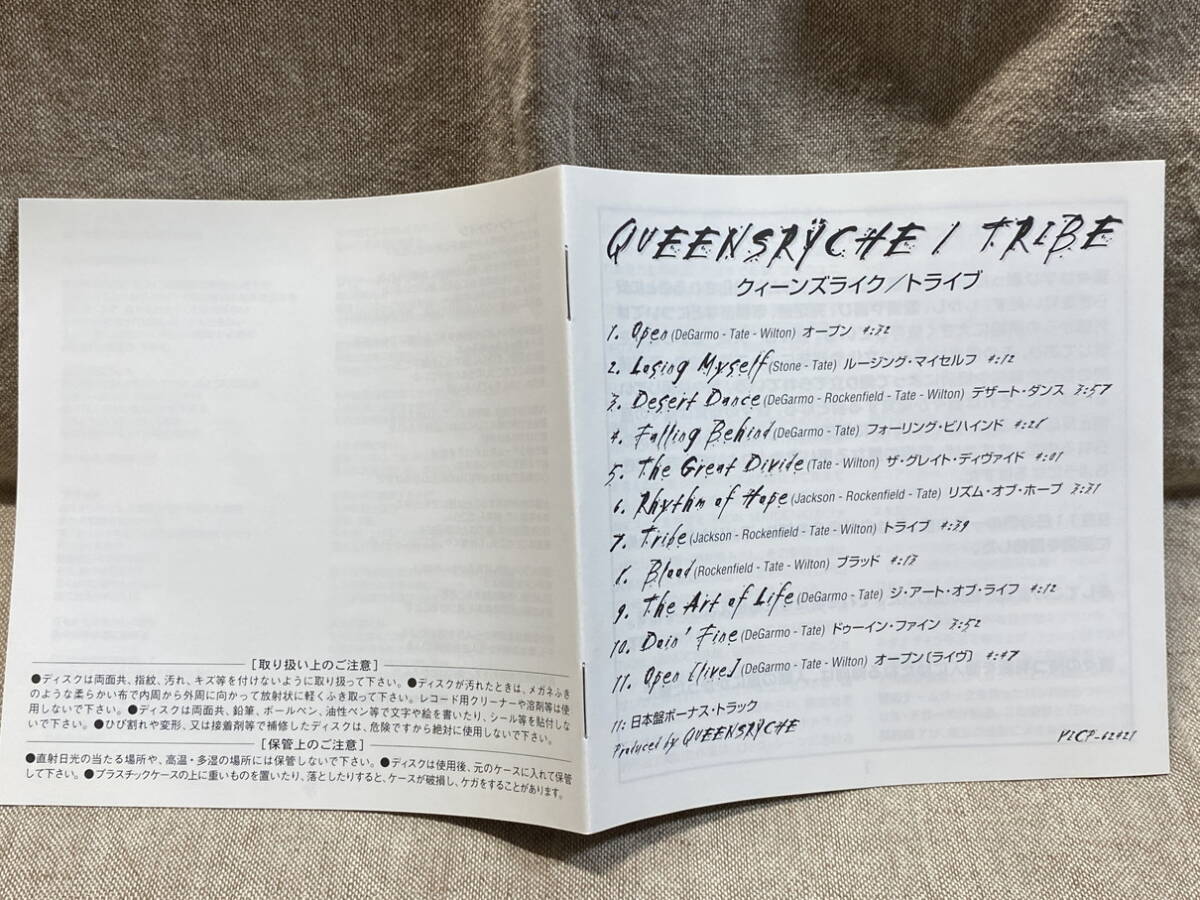 [取り扱い上のご注意]
●ディスクは両面共、指紋、汚れ、キズ等を付けないように取り扱って下さい。●ディスクが汚れたときは、メガネふき
のような柔らかい布で内周から外周に向かって放射状に軽くふき取って下さい。レコード用クリーナーや溶剤等は使
用しないで下さい。●ディスクは両面共、鉛筆、ボールペン、油性ペン等で文字や絵を書いたり、シール等を貼付しな
いで下さい。●ひび割れや変形、又は接着剤等で補修したディスクは、危険ですから絶対に使用しないで下さい。
[保管上のご注意]
●直射日光の当たる場所や、高温・多湿の場所には保管しないで下さい。●ディスクは使用後、元のケースに入れて保管
して下さい。●プラスチックケースの上に重いものを置いたり、落としたりすると、ケースが破損し、ケガをすることがあります。
QUEENSRŸCHE / TRIBE
クィーンズライク/トライブ
1. Open (DeGarmo - Tate - Wilton) オープン 4:32
2. Losing Myself (Stone - Tate) ルージング・マイセルフ 4:12
3. Desert Dance (DeGarmo - Rockenfield - Tate - Wilton) デザート・ダンス 3:57
4. Falling Behind (DeGarmo - Tate) フォーリング・ビハインド 4:28
5. The Great Divide (Tate - Wilton) ザ・グレイト・ディヴァイド 4:01
6. Rhythm of Hope (Jackson - Rockenfield - Tate) リズム・オブ・ホープ 3:31
7. Tribe (Jackson - Rockenfield - Tate - Wilton) トライブ 4:39
8. Blood (Rockenfield - Tate - Wilton) ブラッド 4:13
9. The Art of Life (DeGarmo - Tate) ジ・アート・オブ・ライフ 4:12
10. Doin' Fine (DeGarmo - Tate) ドゥーイン・ファイン 3:52
11. Open [live] (DeGarmo - Tate - Wilton) オープン〔ライヴ〕 4:47
11: 日本盤ボーナス・トラック
Produced by QUEENSRŸCHE
VICP-62421